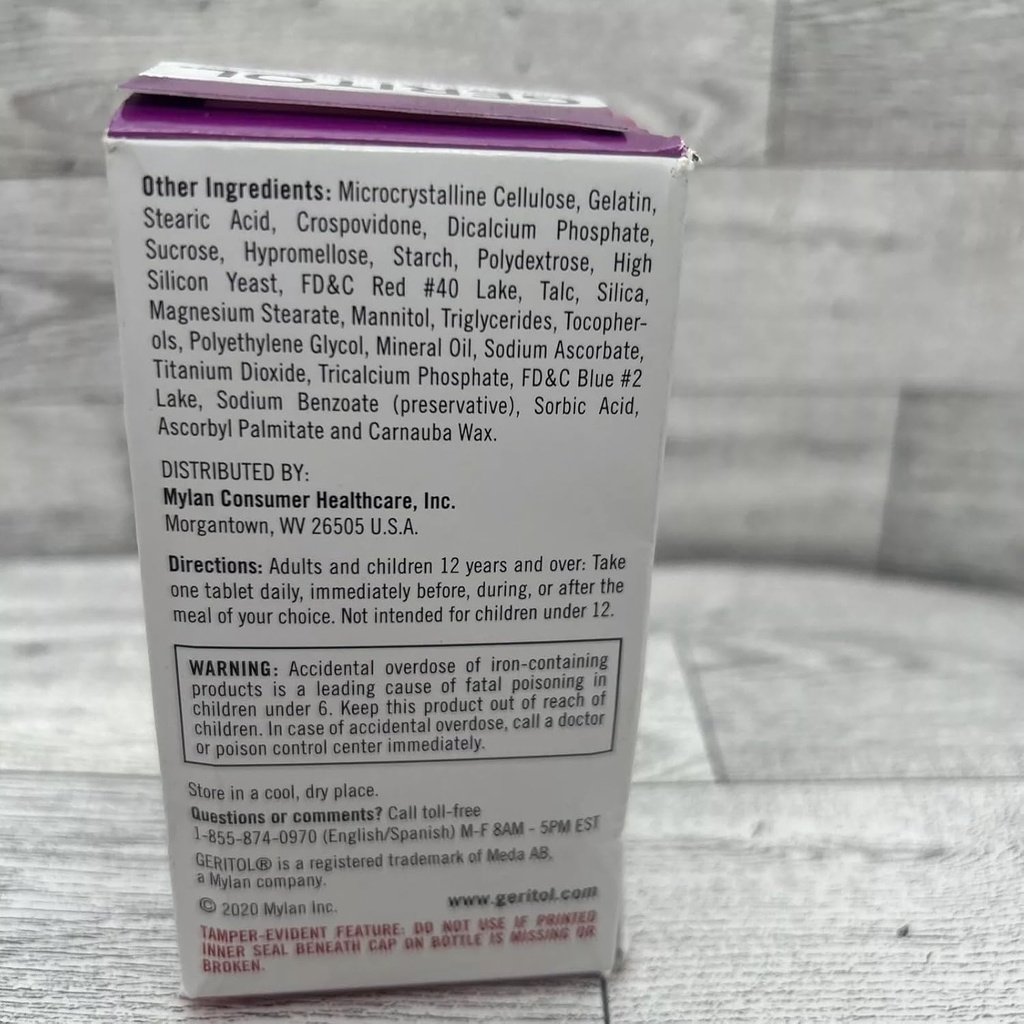 GERITOL
Other Ingredients: Microcrystalline Cellulose, Gelatin,
Stearic Acid, Crospovidone, Dicalcium Phosphate,
Sucrose, Hypromellose, Starch, Polydextrose, High
Silicon Yeast, FD&C Red #40 Lake, Talc, Silica,
Magnesium Stearate, Mannitol, Triglycerides, Tocopher-
ols, Polyethylene Glycol, Mineral Oil, Sodium Ascorbate,
Titanium Dioxide, Tricalcium Phosphate, FD&C Blue #2
Lake, Sodium Benzoate (preservative), Sorbic Acid,
Ascorbyl Palmitate and Carnauba Wax.
DISTRIBUTED BY:
Mylan Consumer Healthcare, Inc.
Morgantown, WV 26505 U.S.A.
Directions: Adults and children 12 years and over: Take
one tablet daily, immediately before, during, or after the
meal of your choice. Not intended for children under 12.
WARNING: Accidental overdose of iron-containing
products is a leading cause of fatal poisoning in
children under 6. Keep this product out of reach of
children. In case of accidental overdose, call a doctor
or poison control center immediately.
Store in a cool, dry place.
Questions or comments? Call toll-free
1-855-874-0970 (English/Spanish) M-F 8AM - 5PM EST
GERITOL® is a registered trademark of Meda AB,
a Mylan company.
© 2020 Mylan Inc. www.geritol.com
TAMPER-EVIDENT FEATURE: DO NOT USE IF PRINTED
INNER SEAL BENEATH CAP ON BOTTLE IS MISSING OR
BROKEN.